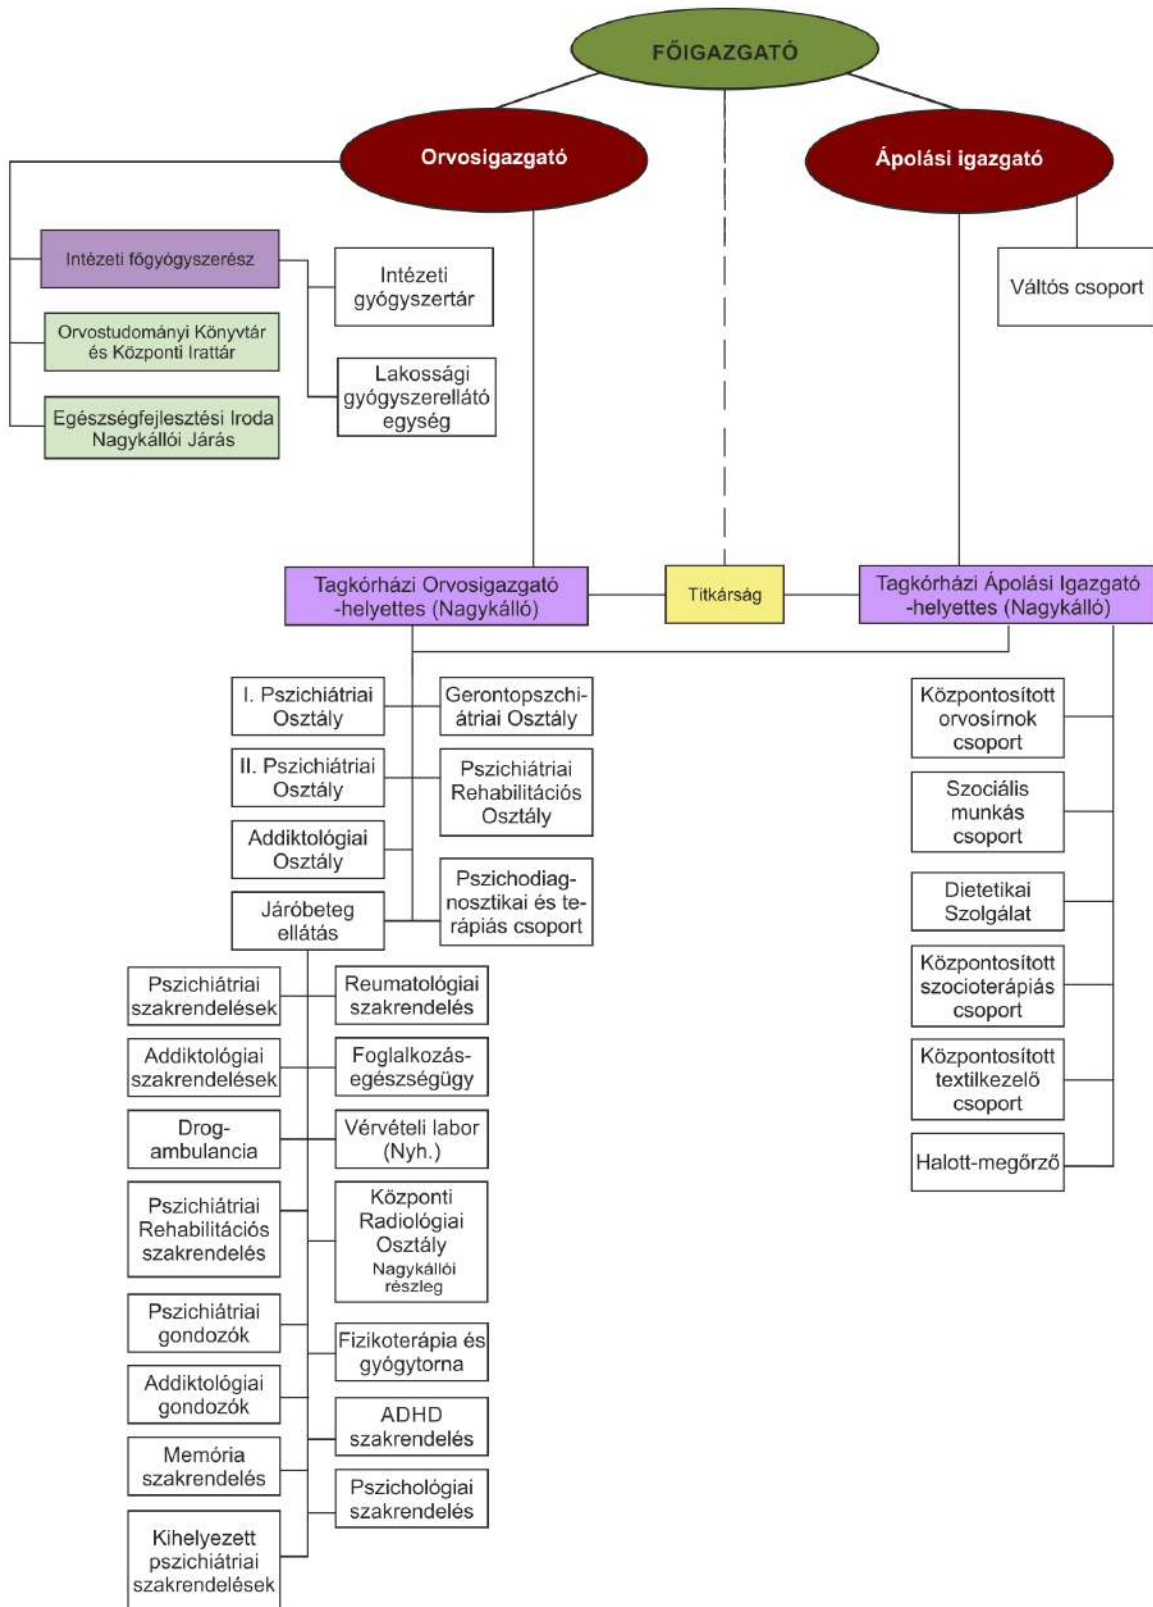 FŐIGAZGATÓ
Orvosigazgató
Ápolási igazgató
Intézeti főgyógyszerész
Intézeti
gyógyszertár
Váltós csoport
Orvostudományi Könyvtár
és Központi Irattár
Lakossági
gyógyszerellátó
egység
Egészségfejlesztési Iroda
Nagykállói Járás
Tagkórházi Orvosigazgató
-helyettes (Nagykálló)
Titkárság
Tagkórházi Ápolási Igazgató
-helyettes (Nagykálló)
I. Pszichiátriai
Osztály
Gerontopszchi-
átriai Osztály
II. Pszichiátriai
Osztály
Pszichiátriai
Rehabilitációs
Osztály
Addiktológiai
Osztály
Pszichodiag-
nosztikai és te-
rápiás csoport
Járóbeteg
ellátás
Központosított
orvosírnok
csoport
Szociális
munkás
csoport
Dietetikai
Szolgálat
Központosított
szocioterápiás
csoport
Központosított
textilkezelő
csoport
Halott-megőrző
Pszichiátriai
szakrendelések
Reumatológiai
szakrendelés
Addiktológiai
szakrendelések
Foglalkozás-
egészségügy
Drog-
ambulancia
Vérvételi labor
(Nyh.)
Pszichiátriai
Rehabilitációs
szakrendelés
Központi
Radiológiai
Osztály
Nagykállói
részleg
Pszichiátriai
gondozók
Fizikoterápia és
gyógytorna
Addiktológiai
gondozók
ADHD
szakrendelés
Memória
szakrendelés
Pszichológiai
szakrendelés
Kihelyezett
pszichiátriai
szakrendelések